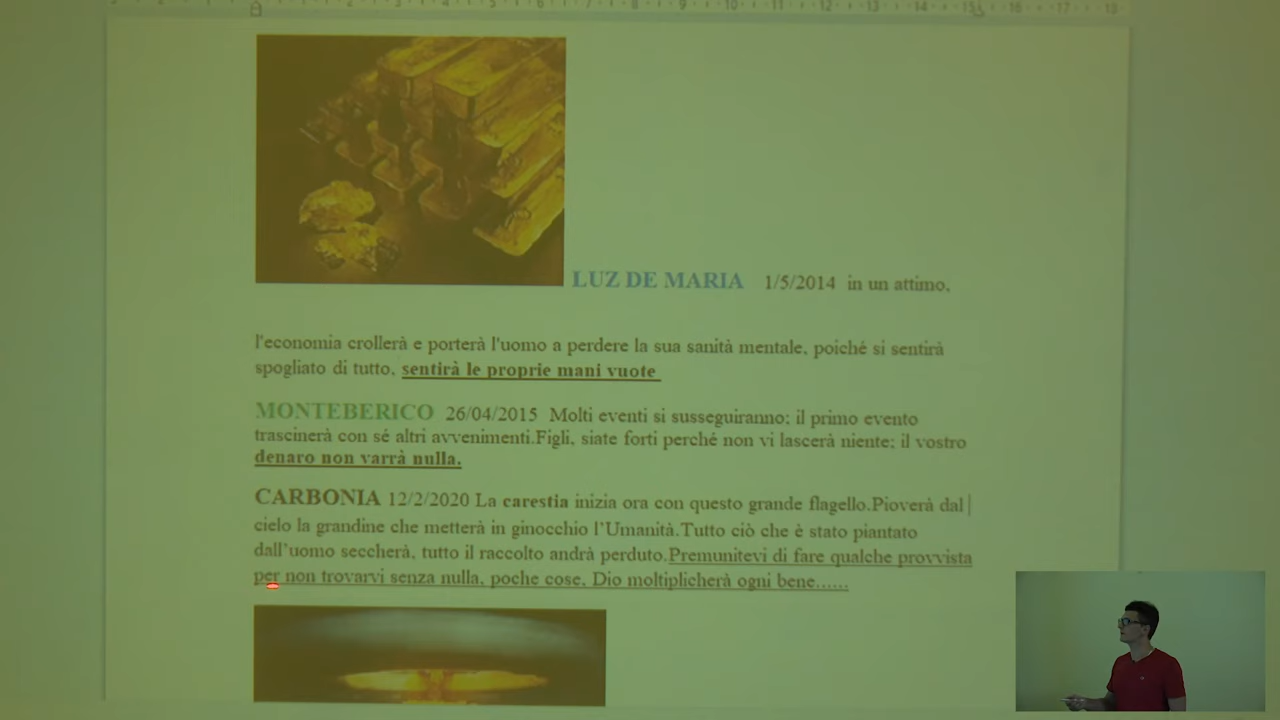 LUZ DE MARIA 1/5/2014 in un attimo,
l'economia crollerà e porterà l'uomo a perdere la sua sanità mentale, poiché si sentirà
spogliato di tutto, sentirà le proprie mani vuote
MONTEBERICO 26/04/2015 Molti eventi si susseguiranno; il primo evento
trascinerà con sé altri avvenimenti.Figli, siate forti perché non vi lascerà niente; il vostro
denaro non varrà nulla.
CARBONIA 12/2/2020 La carestia inizia ora con questo grande flagello.Pioverà dal
cielo la grandine che metterà in ginocchio l'Umanità.Tutto ciò che è stato piantato
dall'uomo seccherà, tutto il raccolto andrà perduto.Premunitevi di fare qualche provvista
per non trovarvi senza nulla, poche cose, Dio moltiplicherà ogni bene......